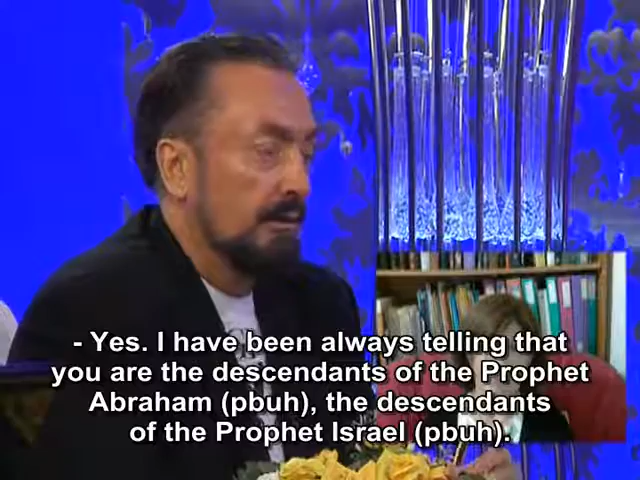 - Yes. I have been always telling that
you are the descendants of the Prophet
Abraham (pbuh), the descendants
of the Prophet Israel (pbuh).